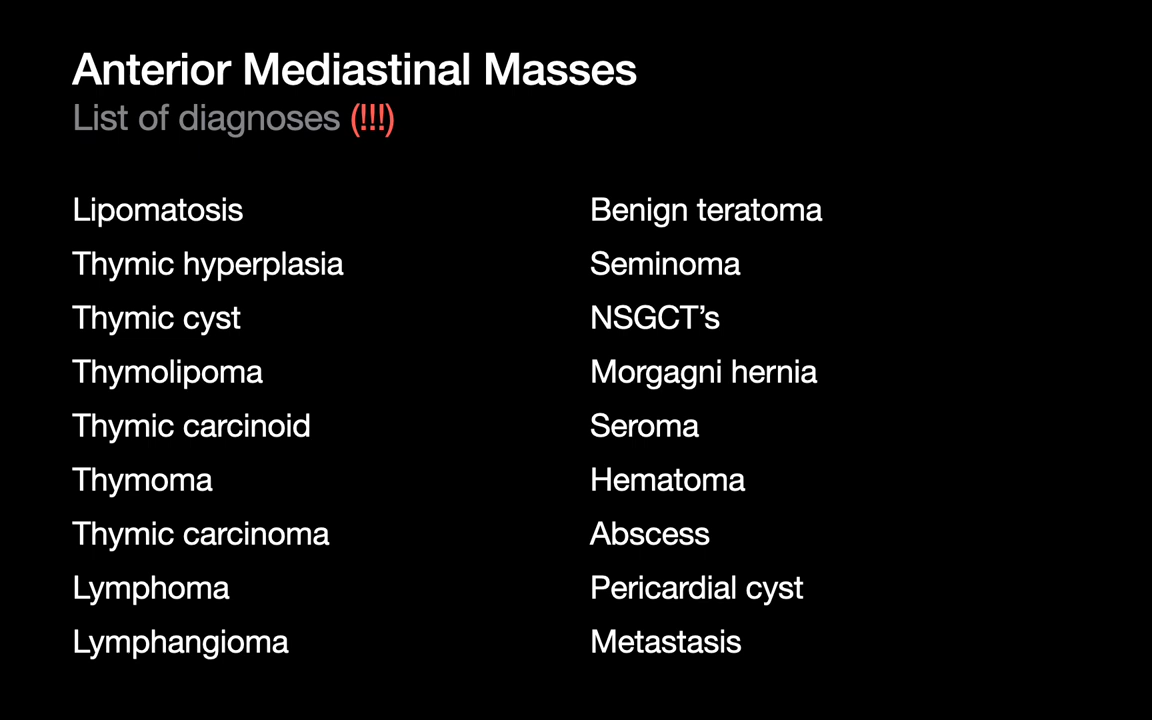 Anterior Mediastinal Masses
List of diagnoses (!!!)
Lipomatosis
Thymic hyperplasia
Thymic cyst
Thymolipoma
Thymic carcinoid
Thymoma
Thymic carcinoma
Lymphoma
Lymphangioma
Benign teratoma
Seminoma
NSGCT’s
Morgagni hernia
Seroma
Hematoma
Abscess
Pericardial cyst
Metastasis